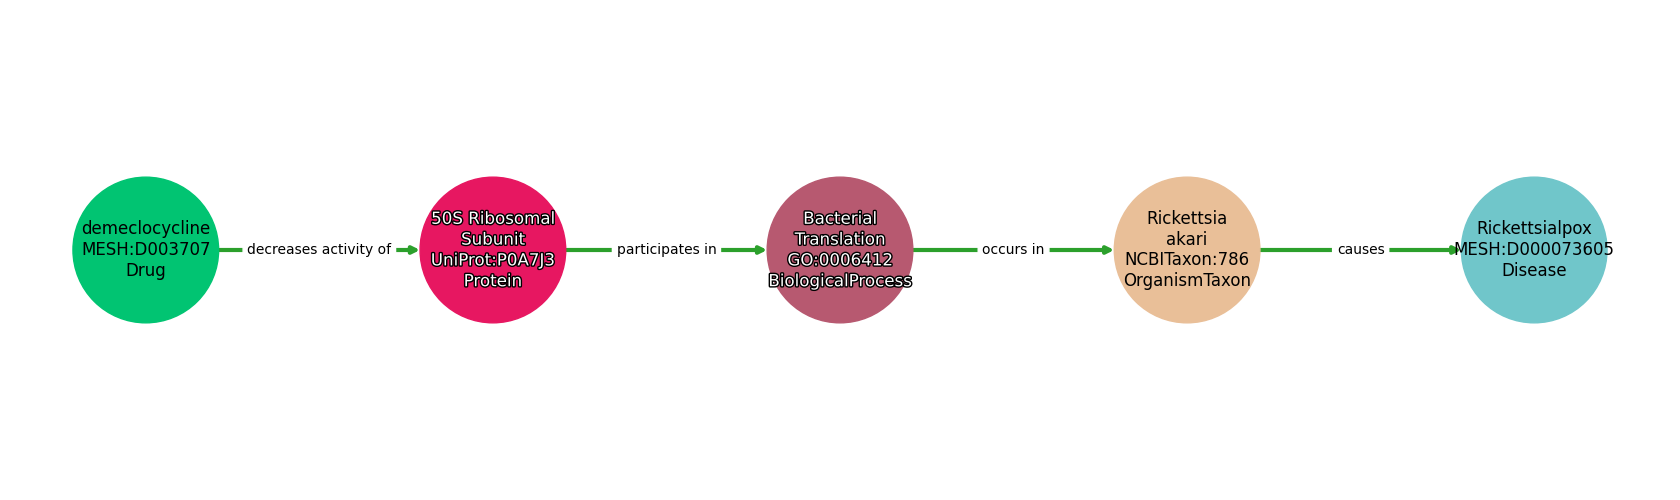 demeclocycline
MESH:D003707
Drug
decreases activity of
50S Ribosomal
Subunit
UniProt:P0A7J3
Protein
participates in
Bacterial
Translation
GO:0006412
BiologicalProcess
occurs in
Rickettsia
akari
NCBITaxon:786
OrganismTaxon
causes
Rickettsialpox
MESH:D000073605
Disease